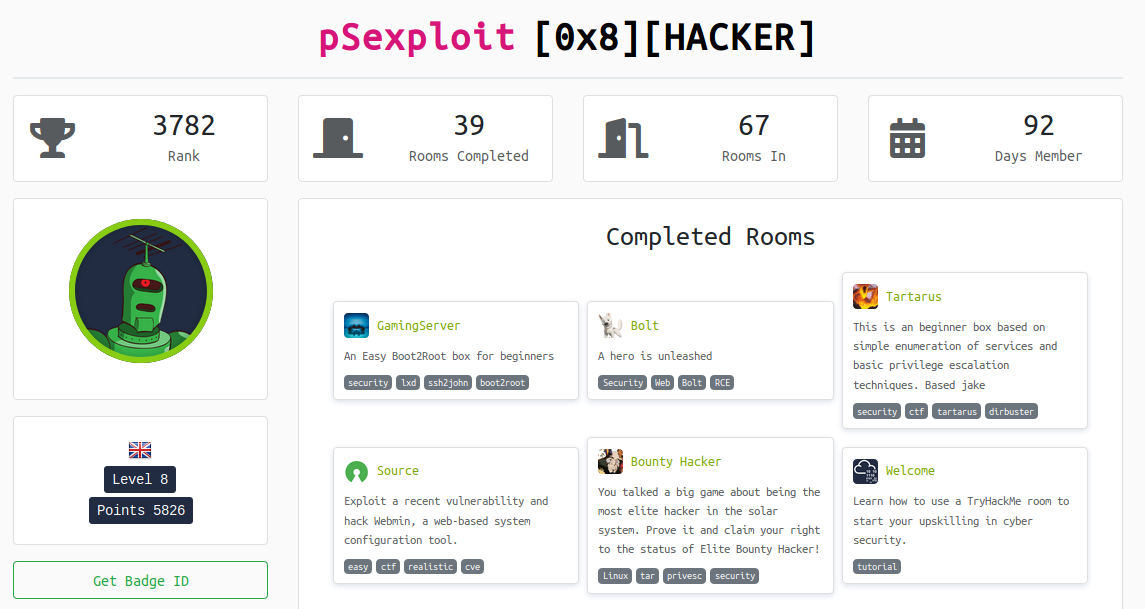 pSexploit [0x8][HACKER]
3782
Rank
39
Rooms Completed
67
Rooms In
92
Days Member
Level 8
Points 5826
Get Badge ID
Completed Rooms
GamingServer
An Easy Boot2Root box for beginners
security lxd ssh2john boot2root
Bolt
A hero is unleashed
Security Web Bolt RCE
Tartarus
This is an beginner box based on
simple enumeration of services and
basic privilege escalation
techniques. Based jake
security ctf tartarus dirbuster
Source
Exploit a recent vulnerability and
hack Webmin, a web-based system
configuration tool.
easy ctf realistic cve
Bounty Hacker
You talked a big game about being the
most elite hacker in the solar
system. Prove it and claim your right
to the status of Elite Bounty Hacker!
Linux tar privesc security
Welcome
Learn how to use a TryHackMe room to
start your upskilling in cyber
security.
tutorial